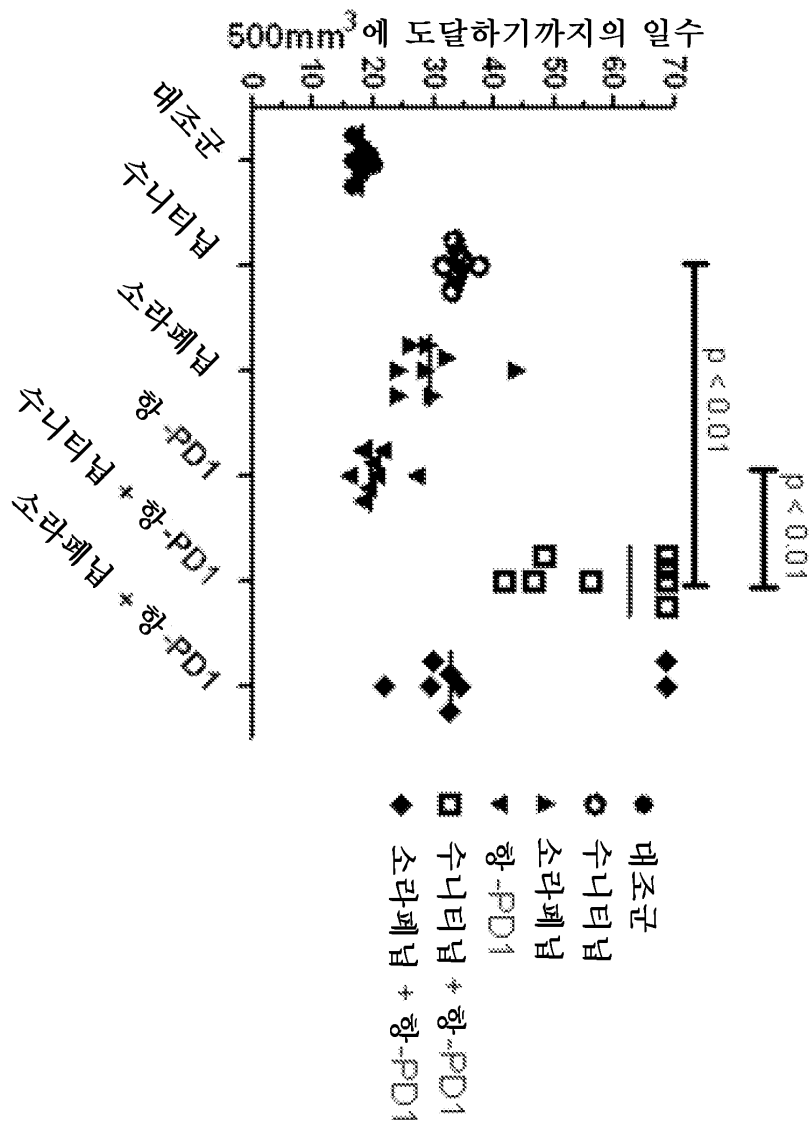 500mm³에 도달하기까지의 일수
0
10
20
30
40
50
60
70
대조군
수니티닙
소라페닙
항-PD1
수니티닙 + 항-PD1
소라페닙 + 항-PD1
p < 0.01
p < 0.01
대조군
수니티닙
소라페닙
항-PD1
수니티닙 + 항-PD1
소라페닙 + 항-PD1